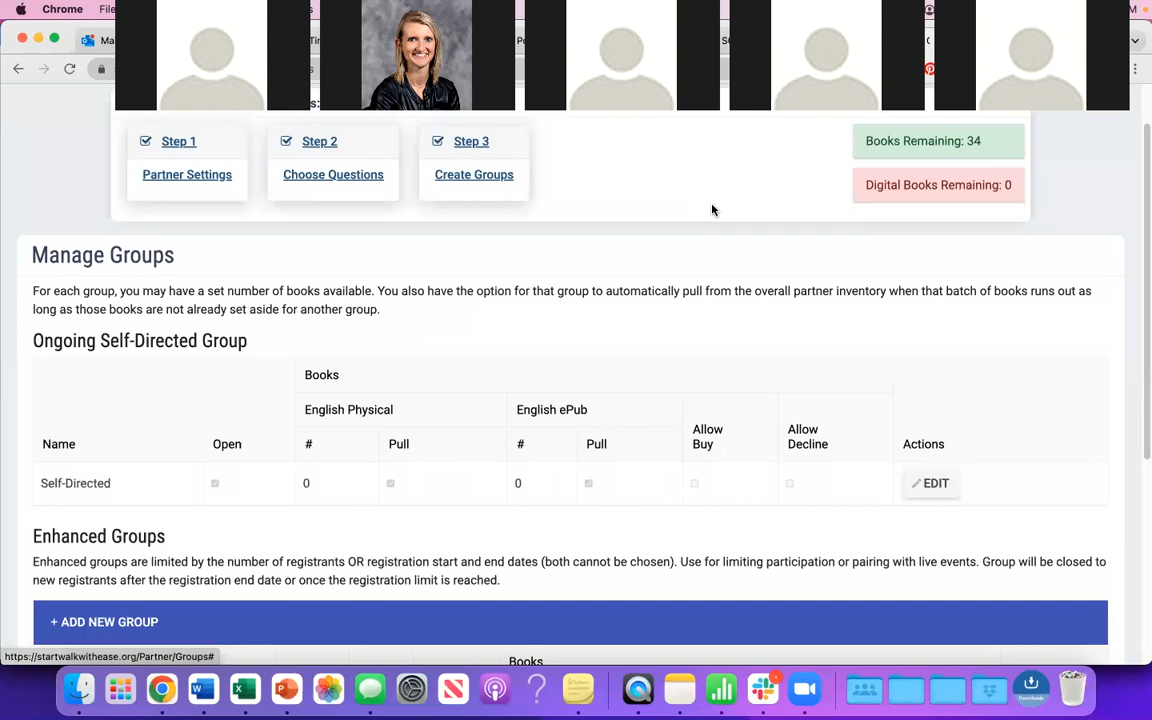 Chrome
File
Ma
Tir
Po
SC
C
M
s:
s
Step 1
Step 2
Step 3
Partner Settings
Choose Questions
Create Groups
Books Remaining: 34
Digital Books Remaining: 0
Manage Groups
For each group, you may have a set number of books available. You also have the option for that group to automatically pull from the overall partner inventory when that batch of books runs out as
long as those books are not already set aside for another group.
Ongoing Self-Directed Group
Books
English Physical
English ePub
Name
Open
#
Pull
#
Pull
Allow
Buy
Allow
Decline
Actions
Self-Directed
0
0
EDIT
Enhanced Groups
Enhanced groups are limited by the number of registrants OR registration start and end dates (both cannot be chosen). Use for limiting participation or pairing with live events. Group will be closed to
new registrants after the registration end date or once the registration limit is reached.
+ ADD NEW GROUP
Books
https://startwalkwithease.org/Partner/Groups#